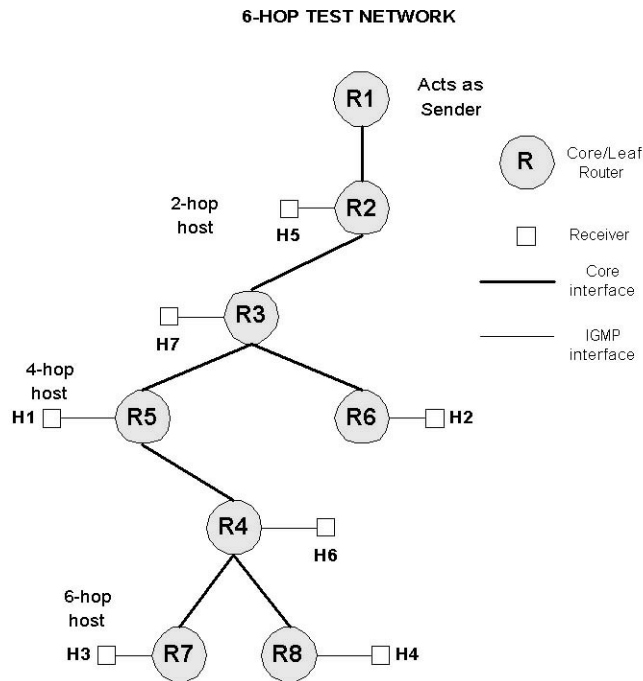 6-HOP TEST NETWORK
R1
Acts as
Sender
R
Core/Leaf
Router
2-hop
host
H5
R2
Receiver
Core
interface
R3
H7
IGMP
interface
4-hop
host
H1
R5
R6
H2
R4
H6
6-hop
host
H3
R7
R8
H4